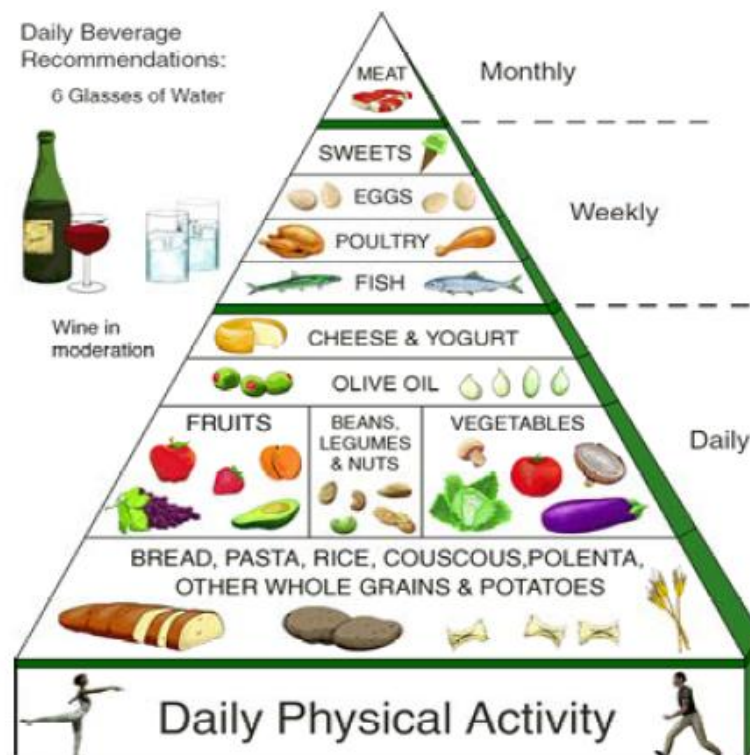 Daily Beverage
Recommendations:
6 Glasses of Water
MEAT
Monthly
SWEETS
EGGS
Weekly
POULTRY
FISH
Wine in
moderation
CHEESE & YOGURT
OLIVE OIL
FRUITS
BEANS,
LEGUMES
& NUTS
VEGETABLES
Daily
BREAD, PASTA, RICE, COUSCOUS,POLENTA,
OTHER WHOLE GRAINS & POTATOES
Daily Physical Activity